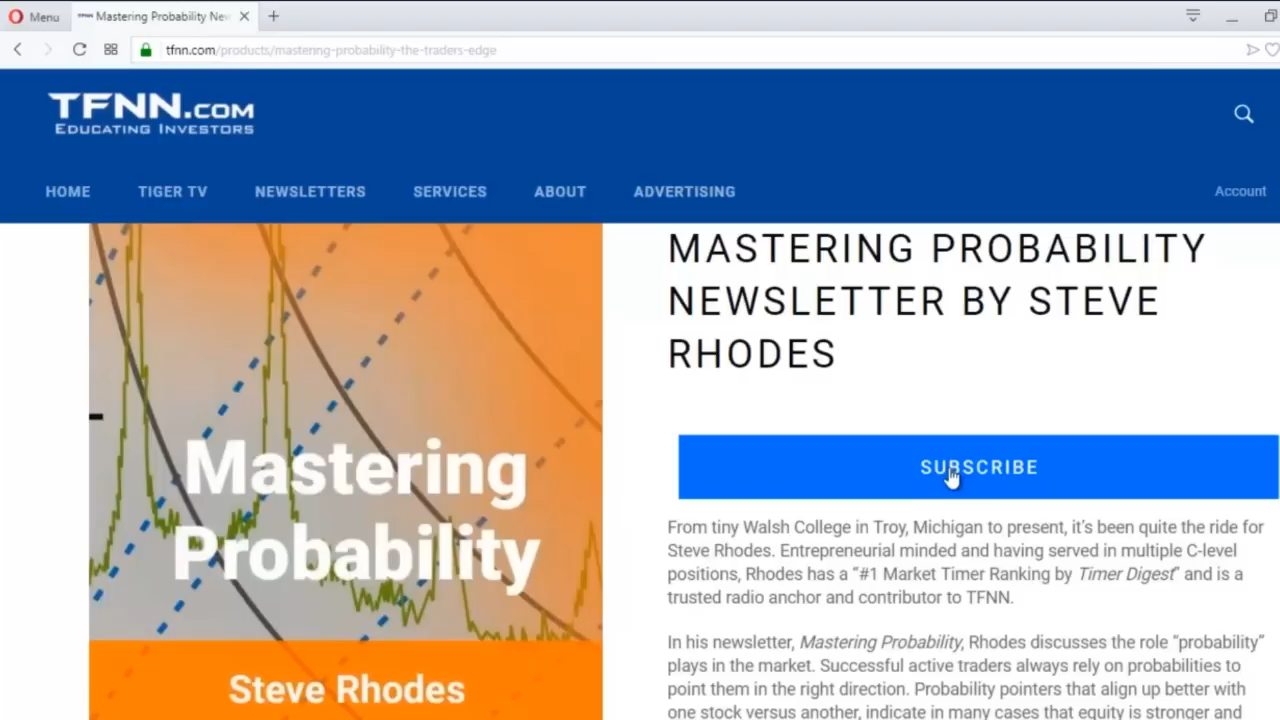 Menu
TFNN Mastering Probability New
tfnn.com/products/mastering-probability-the-traders-edge
TFNN.COM
EDUCATING INVESTORS
HOME TIGER TV NEWSLETTERS SERVICES ABOUT ADVERTISING Account
MASTERING PROBABILITY
NEWSLETTER BY STEVE
RHODES
Mastering
Probability
Steve Rhodes
SUBSCRIBE
From tiny Walsh College in Troy, Michigan to present, it's been quite the ride for
Steve Rhodes. Entrepreneurial minded and having served in multiple C-level
positions, Rhodes has a “#1 Market Timer Ranking by Timer Digest” and is a
trusted radio anchor and contributor to TFNN.
In his newsletter, Mastering Probability, Rhodes discusses the role “probability”
plays in the market. Successful active traders always rely on probabilities to
point them in the right direction. Probability pointers that align up better with
one stock versus another, indicate in many cases that equity is stronger and